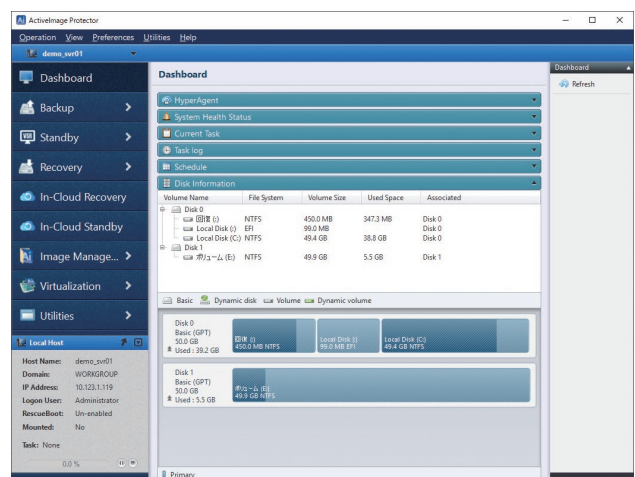 ActiveImage Protector
Operation View Preferences Utilities Help
demo_svr01
Dashboard
Backup
Standby
Recovery
In-Cloud Recovery
In-Cloud Standby
Image Manage...
Virtualization
Utilities
Local Host
Host Name: demo_svr01
Domain: WORKGROUP
IP Address: 10.123.1.119
Logon User: Administrator
RescueBoot: Un-enabled
Mounted: No
Task: None
0.0 %
Dashboard
HyperAgent
System Health Status
Current Task
Task log
Schedule
Disk Information
Volume Name File System Volume Size Used Space Associated
Disk 0
回復 (:) NTFS 450.0 MB 347.3 MB Disk 0
Local Disk (:) EFI 99.0 MB Disk 0
Local Disk (C:) NTFS 49.4 GB 38.8 GB Disk 0
Disk 1
ボリューム (E:) NTFS 49.9 GB 5.5 GB Disk 1
Basic Dynamic disk Volume Dynamic volume
Disk 0
Basic (GPT)
50.0 GB
Used : 39.2 GB
回復 (:)
450.0 MB NTFS
Local Disk (:)
99.0 MB EFI
Local Disk (C:)
49.4 GB NTFS
Disk 1
Basic (GPT)
50.0 GB
Used : 5.5 GB
ボリューム (E:)
49.9 GB NTFS
Primary
Dashboard
Refresh